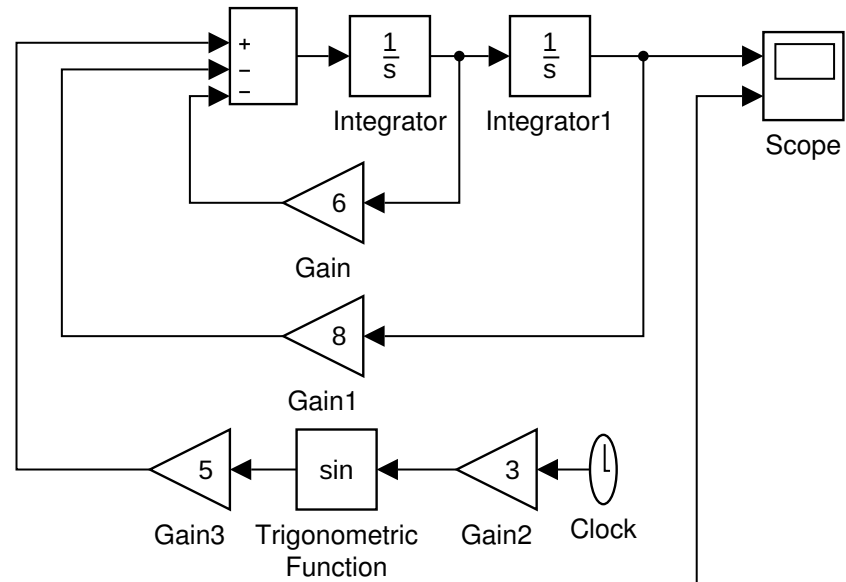 +
−
−
1
s
1
s
Integrator
Integrator1
Scope
6
Gain
8
Gain1
5
sin
3
Gain3
Trigonometric
Function
Gain2
Clock